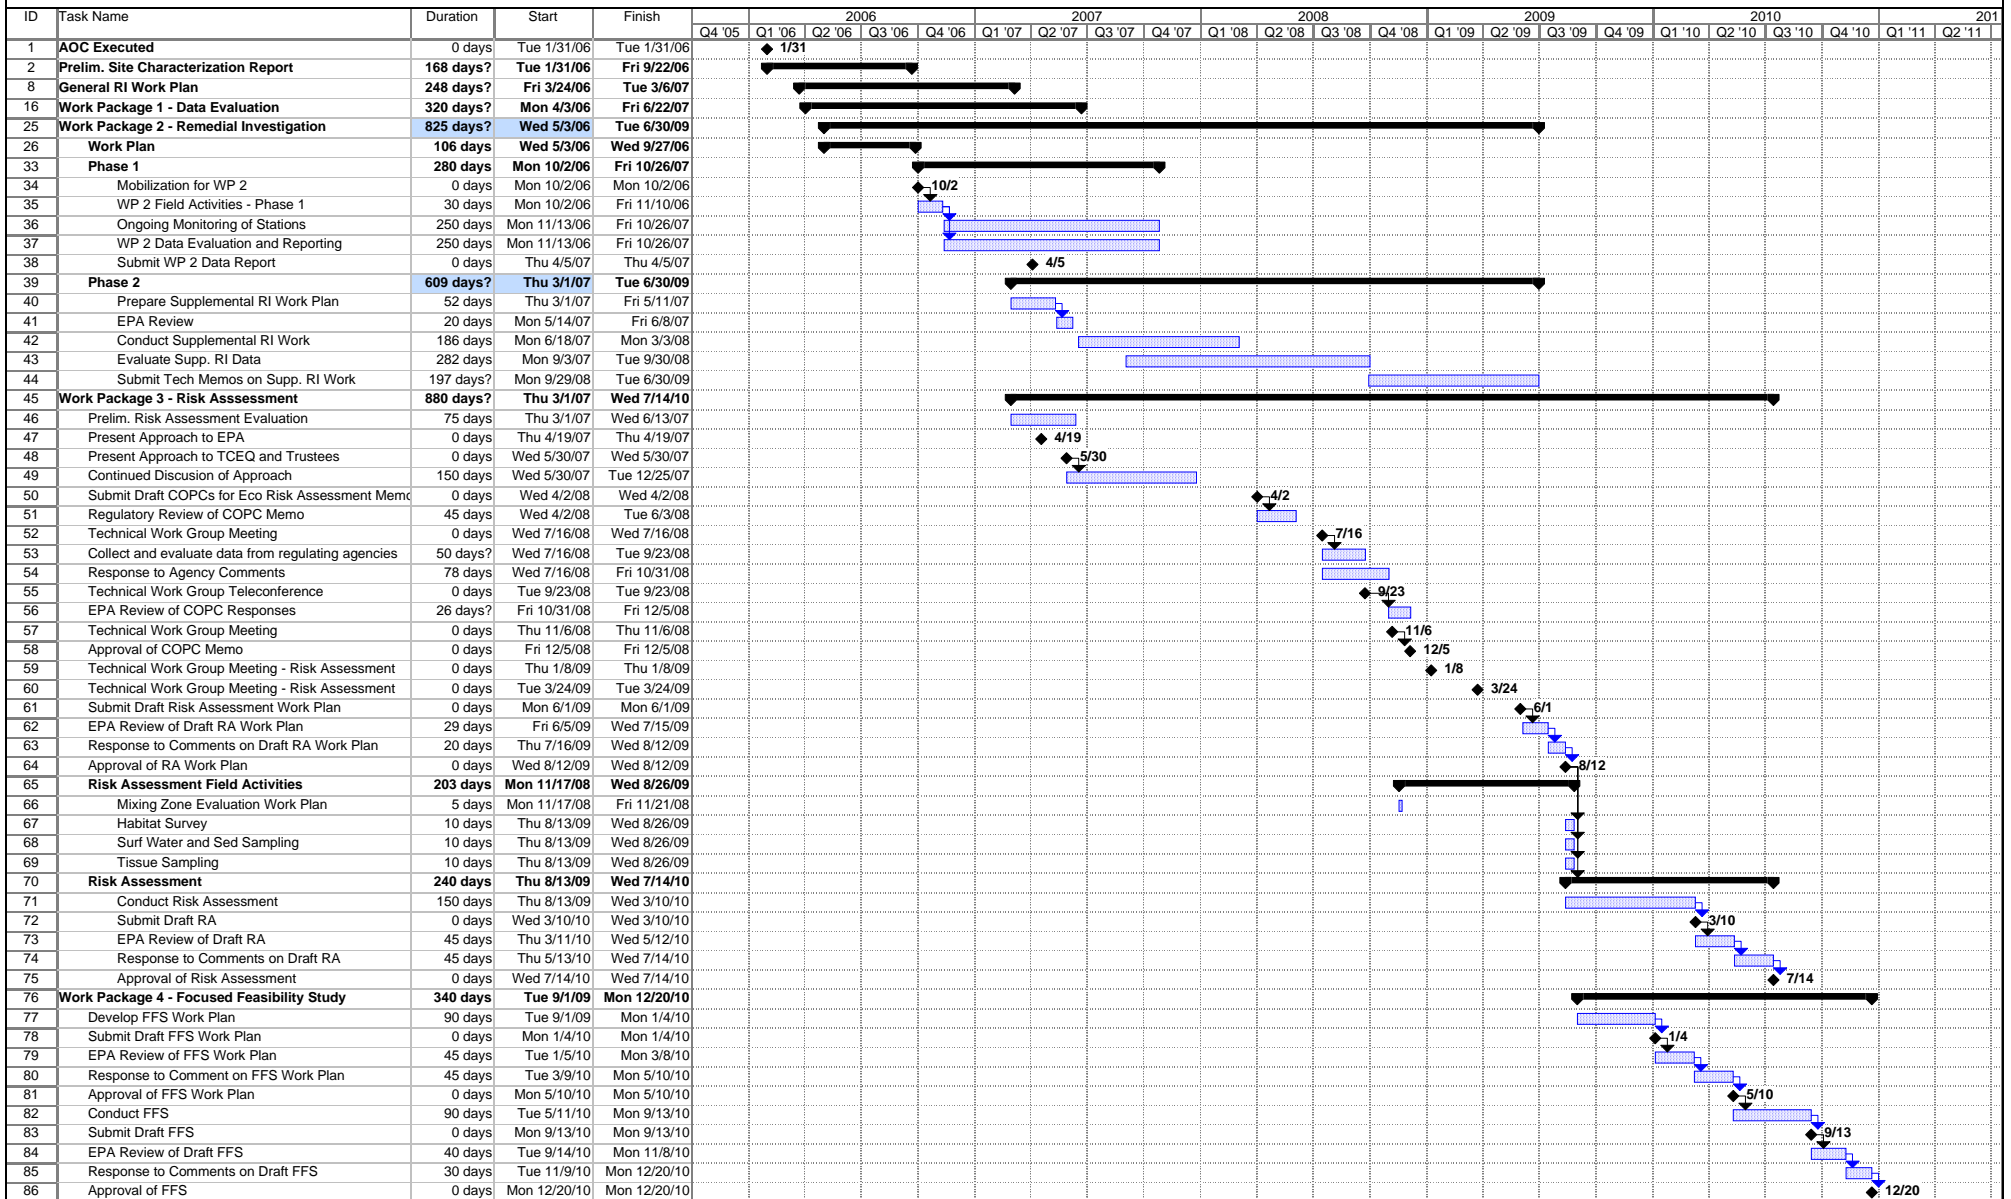 ID Task Name Duration Start Finish 2006 2007 2008 2009 2010 201
Q4 '05 Q1 '06 Q2 '06 Q3 '06 Q4 '06 Q1 '07 Q2 '07 Q3 '07 Q4 '07 Q1 '08 Q2 '08 Q3 '08 Q4 '08 Q1 '09 Q2 '09 Q3 '09 Q4 '09 Q1 '10 Q2 '10 Q3 '10 Q4 '10 Q1 '11 Q2 '11
1 AOC Executed 0 days Tue 1/31/06 Tue 1/31/06 1/31
2 Prelim. Site Characterization Report 168 days? Tue 1/31/06 Fri 9/22/06
8 General RI Work Plan 248 days? Fri 3/24/06 Tue 3/6/07
16 Work Package 1 - Data Evaluation 320 days? Mon 4/3/06 Fri 6/22/07
25 Work Package 2 - Remedial Investigation 825 days? Wed 5/3/06 Tue 6/30/09
26 Work Plan 106 days Wed 5/3/06 Wed 9/27/06
33 Phase 1 280 days Mon 10/2/06 Fri 10/26/07
34 Mobilization for WP 2 0 days Mon 10/2/06 Mon 10/2/06 10/2
35 WP 2 Field Activities - Phase 1 30 days Mon 10/2/06 Fri 11/10/06
36 Ongoing Monitoring of Stations 250 days Mon 11/13/06 Fri 10/26/07
37 WP 2 Data Evaluation and Reporting 250 days Mon 11/13/06 Fri 10/26/07
38 Submit WP 2 Data Report 0 days Thu 4/5/07 Thu 4/5/07 4/5
39 Phase 2 609 days? Thu 3/1/07 Tue 6/30/09
40 Prepare Supplemental RI Work Plan 52 days Thu 3/1/07 Fri 5/11/07
41 EPA Review 20 days Mon 5/14/07 Fri 6/8/07
42 Conduct Supplemental RI Work 186 days Mon 6/18/07 Mon 3/3/08
43 Evaluate Supp. RI Data 282 days Mon 9/3/07 Tue 9/30/08
44 Submit Tech Memos on Supp. RI Work 197 days? Mon 9/29/08 Tue 6/30/09
45 Work Package 3 - Risk Asssessment 880 days? Thu 3/1/07 Wed 7/14/10
46 Prelim. Risk Assessment Evaluation 75 days Thu 3/1/07 Wed 6/13/07
47 Present Approach to EPA 0 days Thu 4/19/07 Thu 4/19/07 4/19
48 Present Approach to TCEQ and Trustees 0 days Wed 5/30/07 Wed 5/30/07 5/30
49 Continued Discusion of Approach 150 days Wed 5/30/07 Tue 12/25/07
50 Submit Draft COPCs for Eco Risk Assessment Memo 0 days Wed 4/2/08 Wed 4/2/08 4/2
51 Regulatory Review of COPC Memo 45 days Wed 4/2/08 Tue 6/3/08
52 Technical Work Group Meeting 0 days Wed 7/16/08 Wed 7/16/08 7/16
53 Collect and evaluate data from regulating agencies 50 days? Wed 7/16/08 Tue 9/23/08
54 Response to Agency Comments 78 days Wed 7/16/08 Fri 10/31/08
55 Technical Work Group Teleconference 0 days Tue 9/23/08 Tue 9/23/08 9/23
56 EPA Review of COPC Responses 26 days? Fri 10/31/08 Fri 12/5/08
57 Technical Work Group Meeting 0 days Thu 11/6/08 Thu 11/6/08 11/6
58 Approval of COPC Memo 0 days Fri 12/5/08 Fri 12/5/08 12/5
59 Technical Work Group Meeting - Risk Assessment 0 days Thu 1/8/09 Thu 1/8/09 1/8
60 Technical Work Group Meeting - Risk Assessment 0 days Tue 3/24/09 Tue 3/24/09 3/24
61 Submit Draft Risk Assessment Work Plan 0 days Mon 6/1/09 Mon 6/1/09 6/1
62 EPA Review of Draft RA Work Plan 29 days Fri 6/5/09 Wed 7/15/09
63 Response to Comments on Draft RA Work Plan 20 days Thu 7/16/09 Wed 8/12/09
64 Approval of RA Work Plan 0 days Wed 8/12/09 Wed 8/12/09 8/12
65 Risk Assessment Field Activities 203 days Mon 11/17/08 Wed 8/26/09
66 Mixing Zone Evaluation Work Plan 5 days Mon 11/17/08 Fri 11/21/08
67 Habitat Survey 10 days Thu 8/13/09 Wed 8/26/09
68 Surf Water and Sed Sampling 10 days Thu 8/13/09 Wed 8/26/09
69 Tissue Sampling 10 days Thu 8/13/09 Wed 8/26/09
70 Risk Assessment 240 days Thu 8/13/09 Wed 7/14/10
71 Conduct Risk Assessment 150 days Thu 8/13/09 Wed 3/10/10
72 Submit Draft RA 0 days Wed 3/10/10 Wed 3/10/10 3/10
73 EPA Review of Draft RA 45 days Thu 3/11/10 Wed 5/12/10
74 Response to Comments on Draft RA 45 days Thu 5/13/10 Wed 7/14/10
75 Approval of Risk Assessment 0 days Wed 7/14/10 Wed 7/14/10 7/14
76 Work Package 4 - Focused Feasibility Study 340 days Tue 9/1/09 Mon 12/20/10
77 Develop FFS Work Plan 90 days Tue 9/1/09 Mon 1/4/10
78 Submit Draft FFS Work Plan 0 days Mon 1/4/10 Mon 1/4/10 1/4
79 EPA Review of FFS Work Plan 45 days Tue 1/5/10 Mon 3/8/10
80 Response to Comment on FFS Work Plan 45 days Tue 3/9/10 Mon 5/10/10
81 Approval of FFS Work Plan 0 days Mon 5/10/10 Mon 5/10/10 5/10
82 Conduct FFS 90 days Tue 5/11/10 Mon 9/13/10
83 Submit Draft FFS 0 days Mon 9/13/10 Mon 9/13/10 9/13
84 EPA Review of Draft FFS 40 days Tue 9/14/10 Mon 11/8/10
85 Response to Comments on Draft FFS 30 days Tue 11/9/10 Mon 12/20/10
86 Approval of FFS 0 days Mon 12/20/10 Mon 12/20/10 12/20